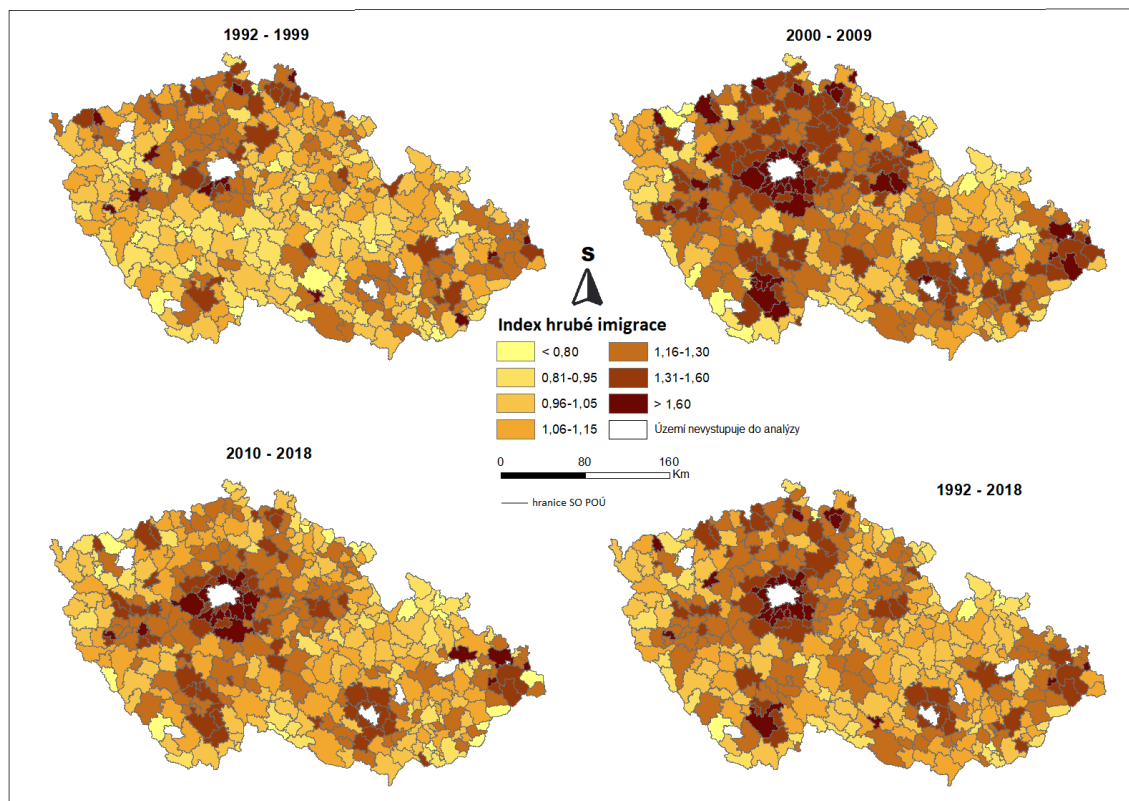 1992 - 1999
2000 - 2009
S
Index hrubé imigrace
< 0,80
0,81-0,95
0,96-1,05
1,06-1,15
1,16-1,30
1,31-1,60
> 1,60
Území nevystupuje do analýzy
0 80 160
Km
hranice SO POÚ
2010 - 2018
1992 - 2018